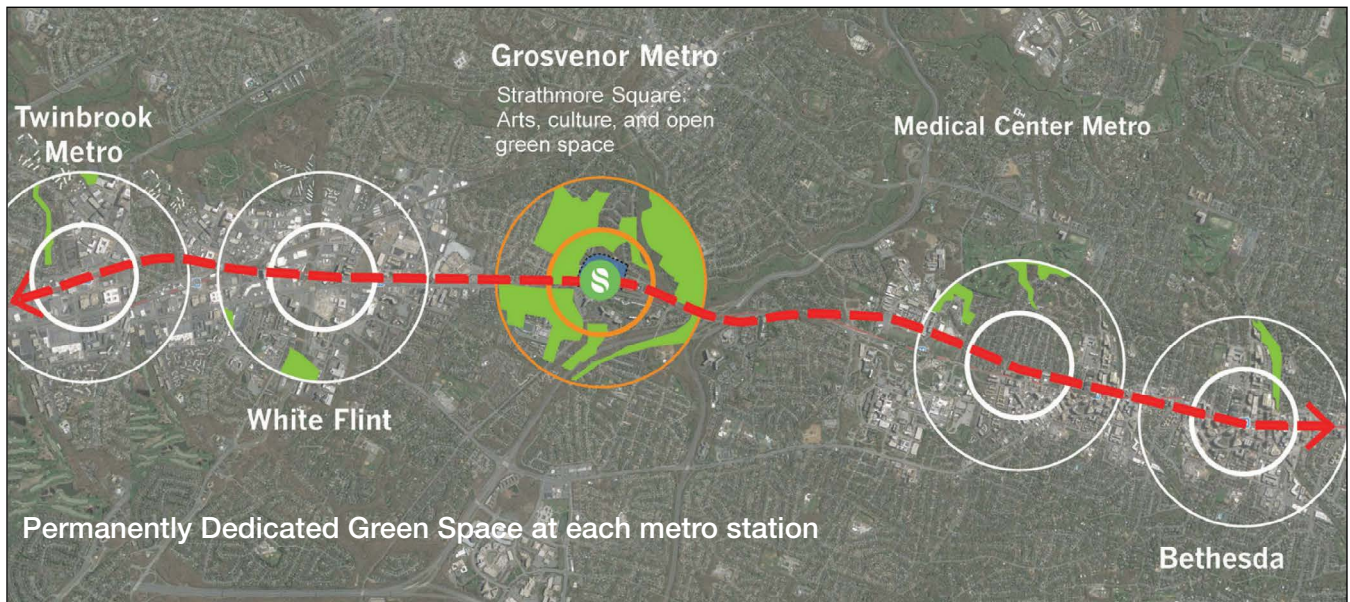 Grosvenor Metro
Strathmore Square:
Arts, culture, and open
green space
Twinbrook
Metro
Medical Center Metro
White Flint
Permanently Dedicated Green Space at each metro station
Bethesda